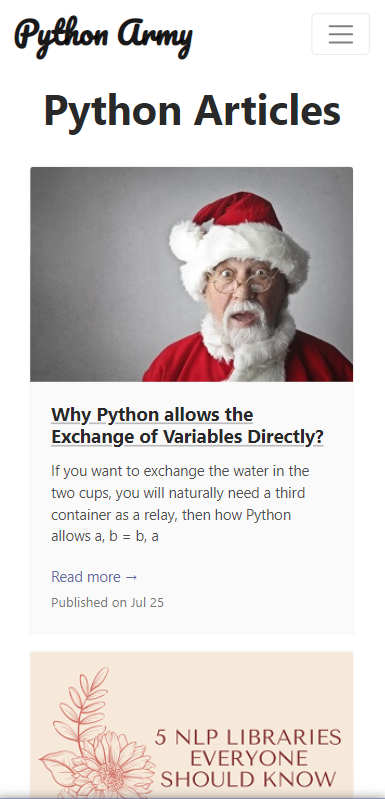 Python Army
Python Articles
Why Python allows the
Exchange of Variables Directly?
If you want to exchange the water in the
two cups, you will naturally need a third
container as a relay, then how Python
allows a, b = b, a
Read more →
Published on Jul 25
5 NLP LIBRARIES
EVERYONE
SHOULD KNOW